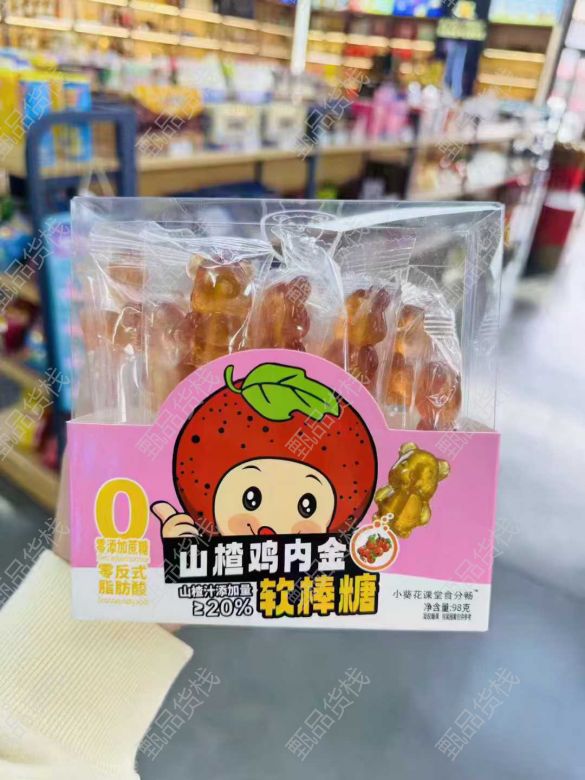 0
零添加蔗糖
零反式
脂肪酸
山楂鸡内金
山楂汁添加量
≥20%
软棒糖
小葵花课堂食分畅
净含量:98克
甄品货栈